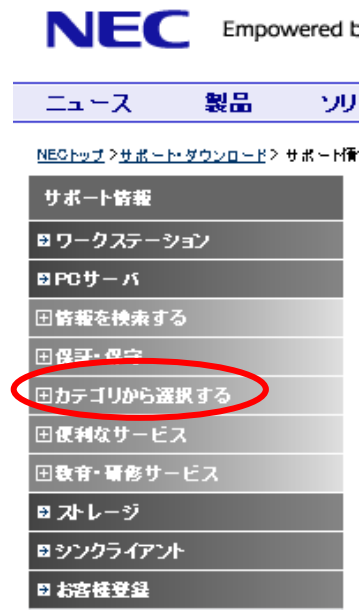 NEC Empowered b
ニュース 製品 ソリ
NECトップ > サポート・ダウンロード > サポート情
サポート情報
ワークステーション
PCサーバ
情報を検索する
保証・保守
カテゴリから選択する
便利なサービス
教育・研修サービス
ストレージ
シンクライアント
お客様登録